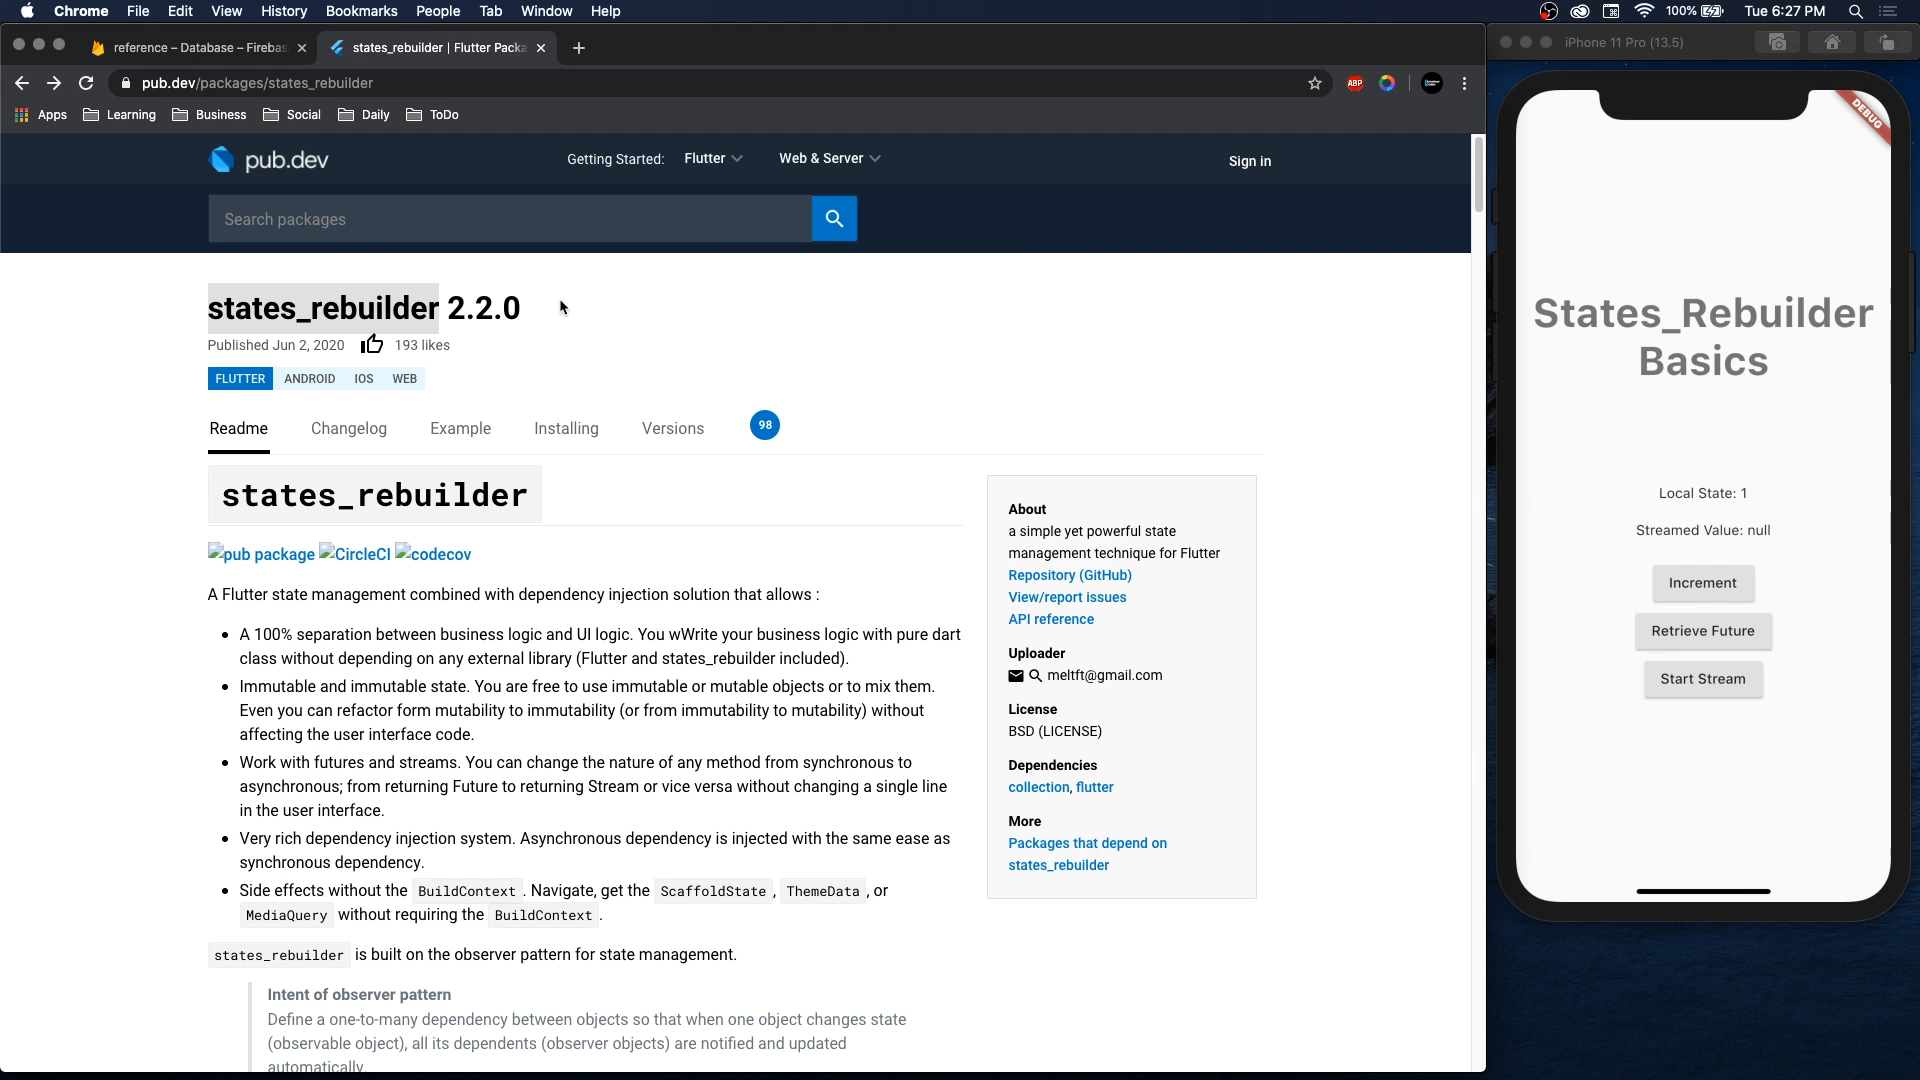 Chrome File Edit View History Bookmarks People Tab Window Help
100% Tue 6:27 PM
reference – Database – Firebas
states_rebuilder | Flutter Packa
iPhone 11 Pro (13.5)
pub.dev/packages/states_rebuilder
ABP
Apps Learning Business Social Daily ToDo
DEBUG
pub.dev
Getting Started: Flutter Web & Server
Sign in
Search packages
states_rebuilder 2.2.0
Published Jun 2, 2020 193 likes
FLUTTER ANDROID IOS WEB
Readme Changelog Example Installing Versions 98
states_rebuilder
pub package CircleCI codecov
A Flutter state management combined with dependency injection solution that allows :
• A 100% separation between business logic and UI logic. You wWrite your business logic with pure dart
class without depending on any external library (Flutter and states_rebuilder included).
• Immutable and immutable state. You are free to use immutable or mutable objects or to mix them.
Even you can refactor form mutability to immutability (or from immutability to mutability) without
affecting the user interface code.
• Work with futures and streams. You can change the nature of any method from synchronous to
asynchronous; from returning Future to returning Stream or vice versa without changing a single line
in the user interface.
• Very rich dependency injection system. Asynchronous dependency is injected with the same ease as
synchronous dependency.
• Side effects without the BuildContext . Navigate, get the ScaffoldState , ThemeData , or
MediaQuery without requiring the BuildContext .
states_rebuilder is built on the observer pattern for state management.
Intent of observer pattern
Define a one-to-many dependency between objects so that when one object changes state
(observable object), all its dependents (observer objects) are notified and updated
automatically.
About
a simple yet powerful state
management technique for Flutter
Repository (GitHub)
View/report issues
API reference
Uploader
meltft@gmail.com
License
BSD (LICENSE)
Dependencies
collection, flutter
More
Packages that depend on
states_rebuilder
States_Rebuilder
Basics
Local State: 1
Streamed Value: null
Increment
Retrieve Future
Start Stream